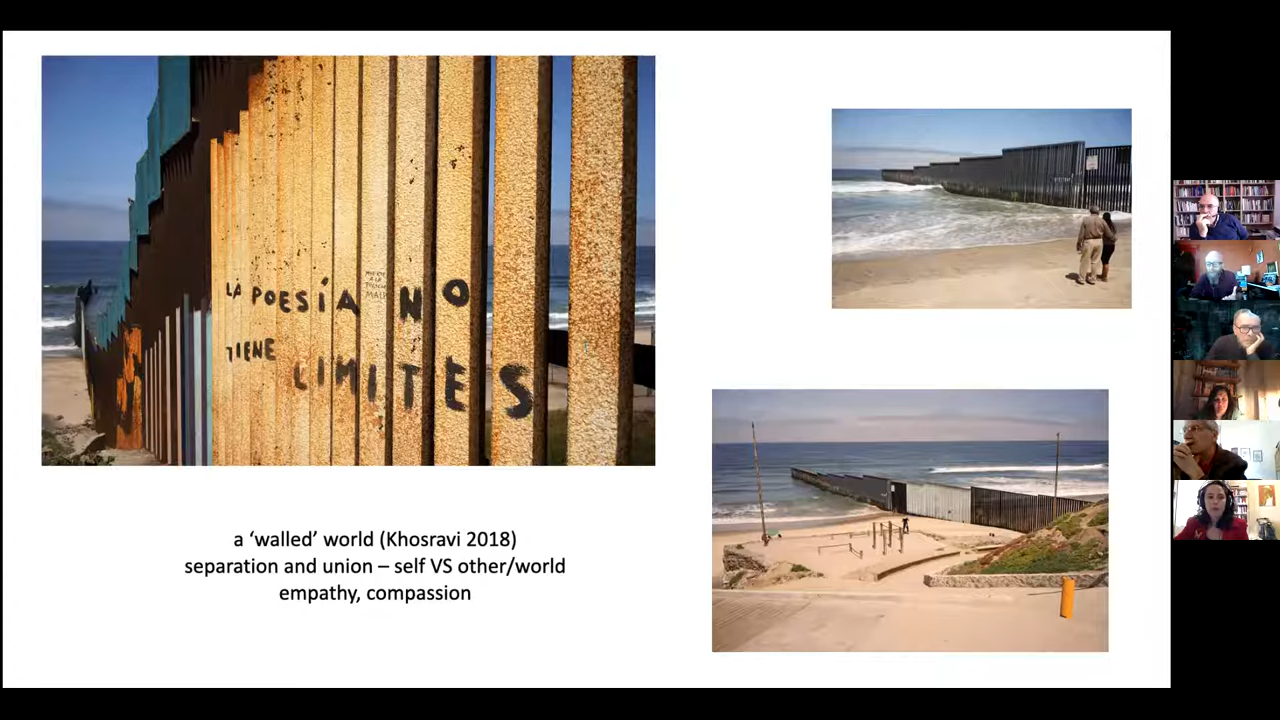 LA POESÍA NO
TIENE
LIMITES
a ‘walled’ world (Khosravi 2018)
separation and union – self VS other/world
empathy, compassion